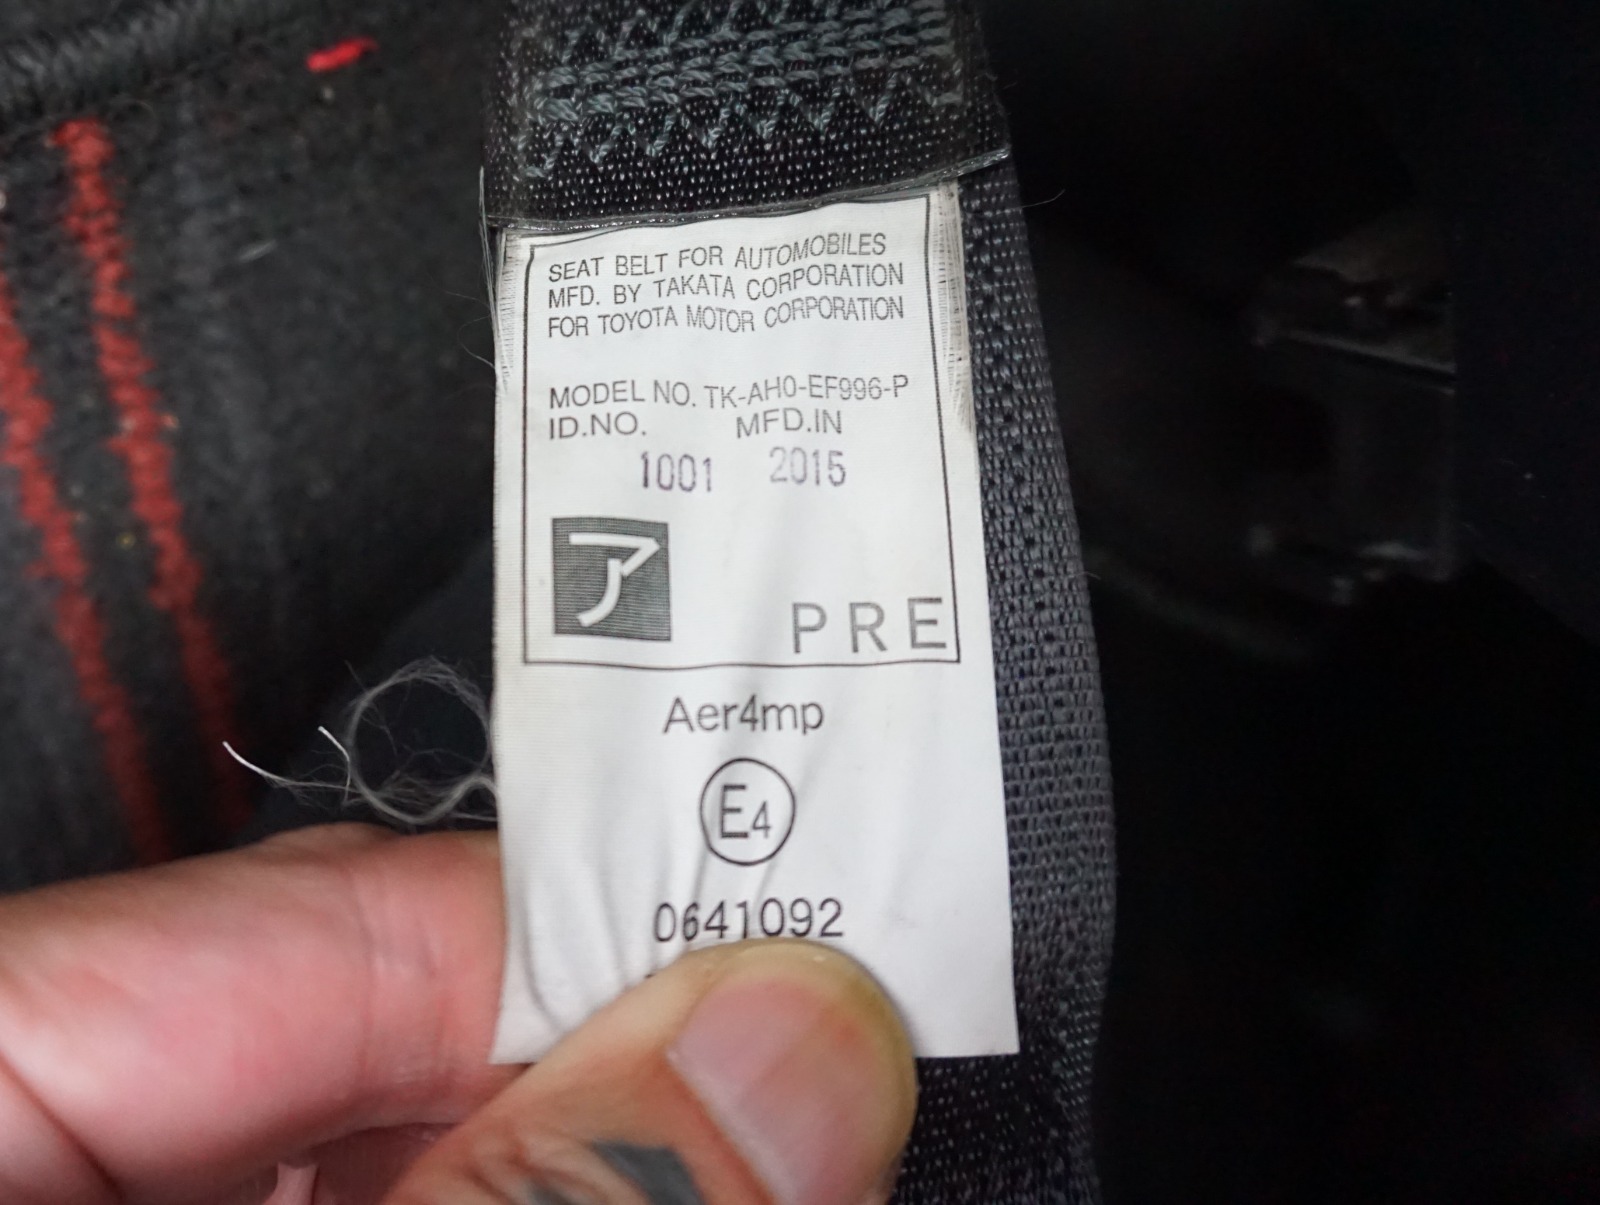 SEAT BELT FOR AUTOMOBILES
MFD. BY TAKATA CORPORATION
FOR TOYOTA MOTOR CORPORATION
MODEL NO. TK-AH0-EF996-P
ID.NO. MFD.IN
1001 2015
ア
PRE
Aer4mp
E4
0641092